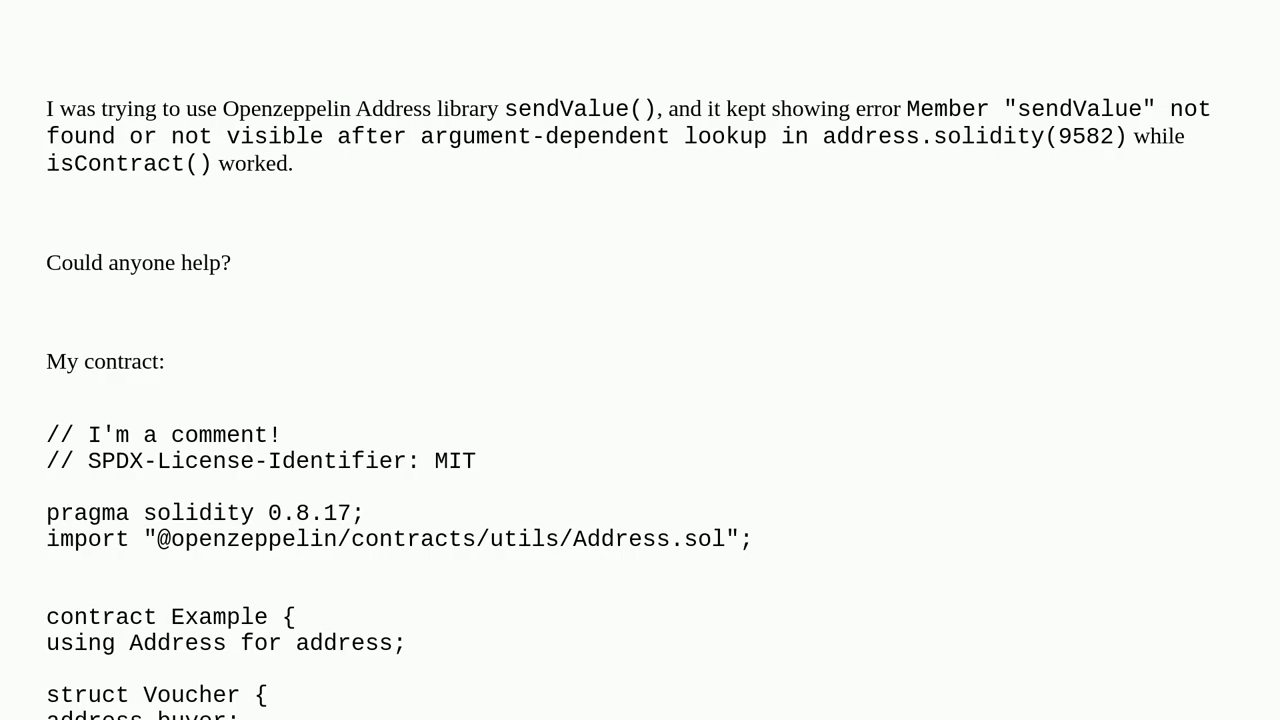 I was trying to use Openzeppelin Address library sendValue(), and it kept showing error Member "sendValue" not
found or not visible after argument-dependent lookup in address.solidity(9582) while
isContract() worked.
Could anyone help?
My contract:
// I'm a comment!
// SPDX-License-Identifier: MIT
pragma solidity 0.8.17;
import "@openzeppelin/contracts/utils/Address.sol";
contract Example {
using Address for address;
struct Voucher {
address buyer;